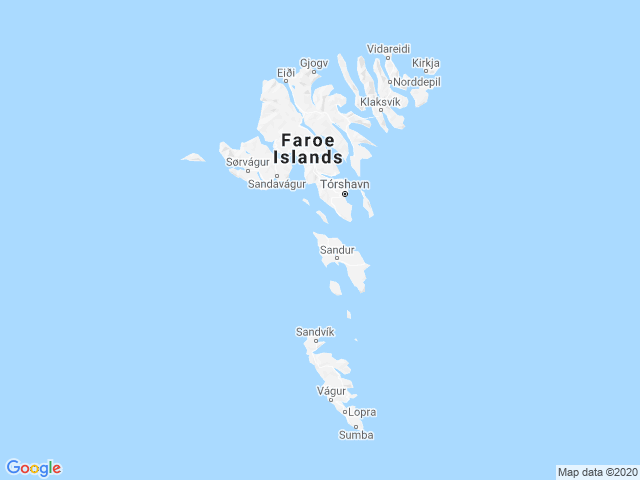 Vidareidi
Gjogv
Kirkja
Eiði
Norddepil
Klaksvík
Faroe
Islands
Sørvágur
Sandavágur
Tórshavn
Sandur
Sandvík
Vágur
Lopra
Sumba
Google
Map data ©2020